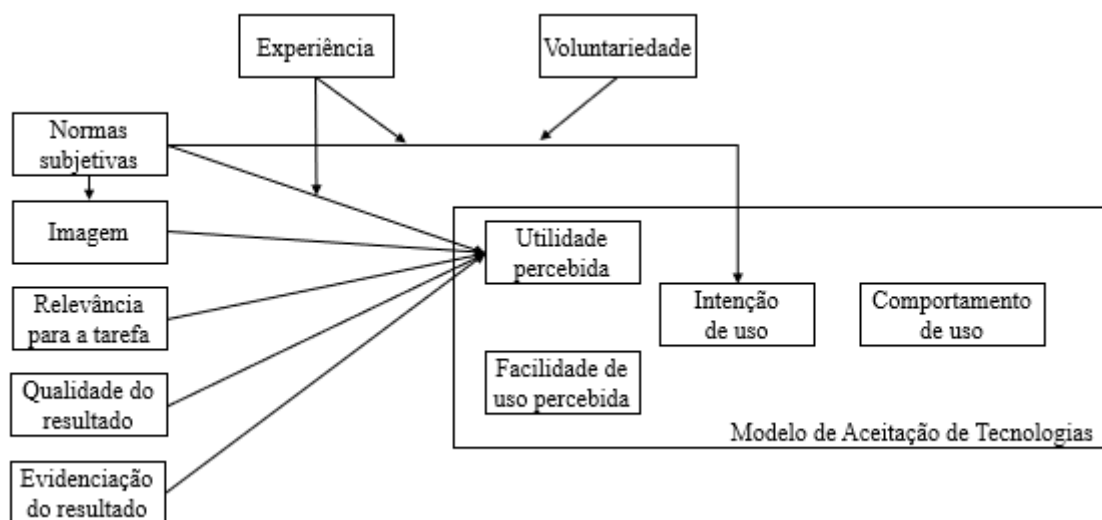 Experiência
Voluntariedade
Normas
subjetivas
Imagem
Relevância
para a tarefa
Qualidade do
resultado
Evidenciação
do resultado
Utilidade
percebida
Intenção
de uso
Comportamento
de uso
Facilidade de
uso percebida
Modelo de Aceitação de Tecnologias